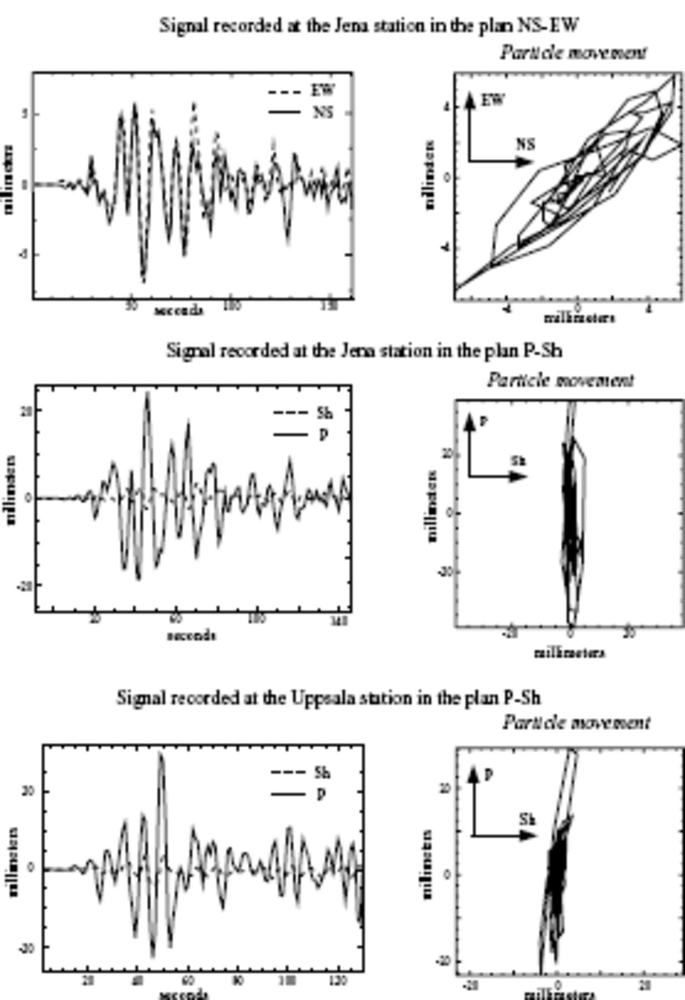 Signal recorded at the Jena station in the plan NS-EW
Particle movement
EW
NS
5
0
-5
millimeters
50
100
150
seconds
EW
NS
4
0
-4
millimeters
-4
0
4
millimeters
Signal recorded at the Jena station in the plan P-Sh
Particle movement
Sh
P
20
0
-20
millimeters
20
60
100
140
seconds
P
Sh
20
0
-20
millimeters
-20
0
20
millimeters
Signal recorded at the Uppsala station in the plan P-Sh
Particle movement
Sh
P
20
0
-20
millimeters
20
40
60
80
100
120
seconds
P
Sh
20
0
-20
millimeters
-20
0
20
millimeters